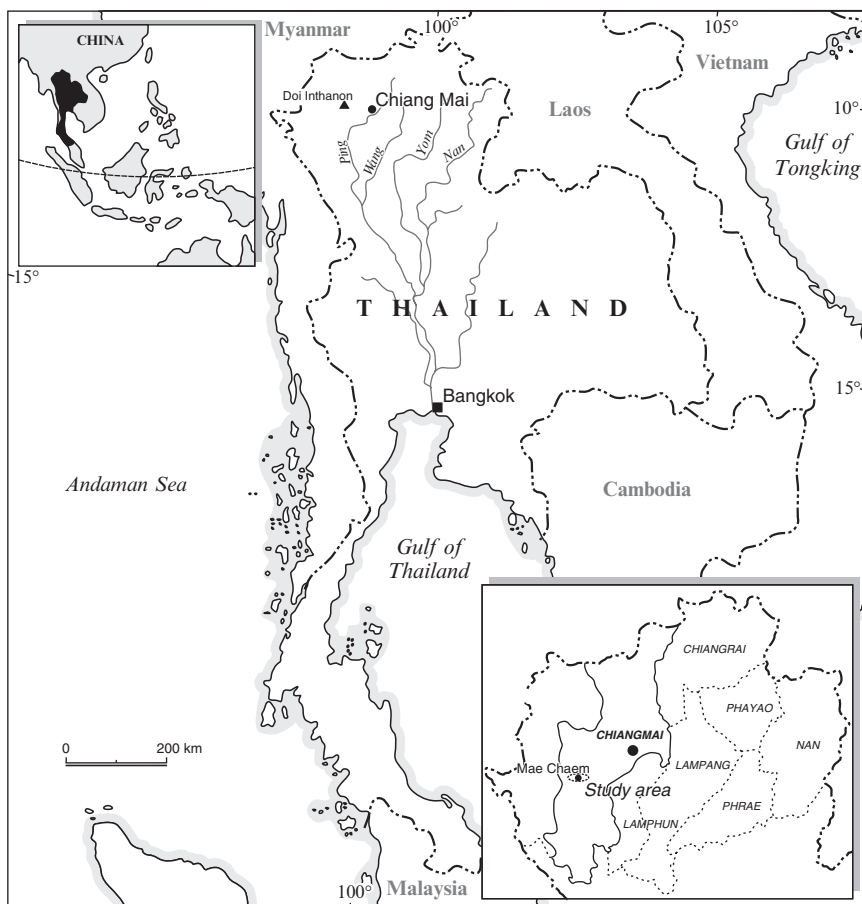 Myanmar
100°
105°
CHINA
Vietnam
Doi Inthanon
Chiang Mai
Laos
10°
Gulf of
Tongking
Ping
Wang
Yom
Nan
15°
THAILAND
15°
Bangkok
Andaman Sea
Cambodia
Gulf of
Thailand
CHIANGRAI
PHAYAO
CHIANGMAI
NAN
0 200 km
LAMPANG
Mae Chaem
Study area
PHRAE
LAMPHUN
100°
Malaysia